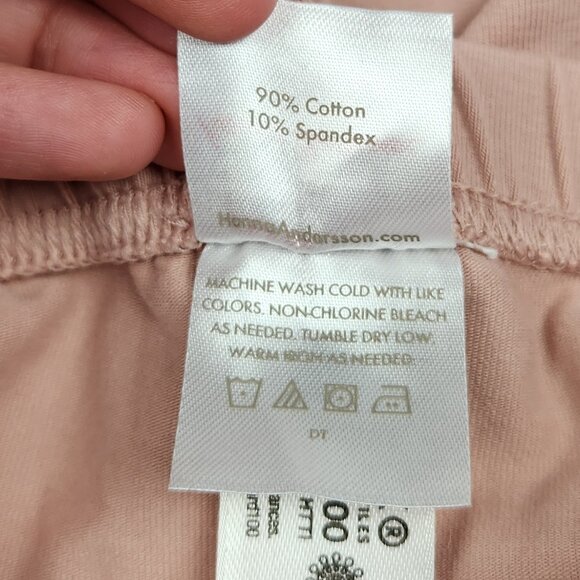 90% Cotton
10% Spandex
HannaAndersson.com
MACHINE WASH COLD WITH LIKE
COLORS. NON-CHLORINE BLEACH
AS NEEDED. TUMBLE DRY LOW.
WARM IRON AS NEEDED.
DT
®
00